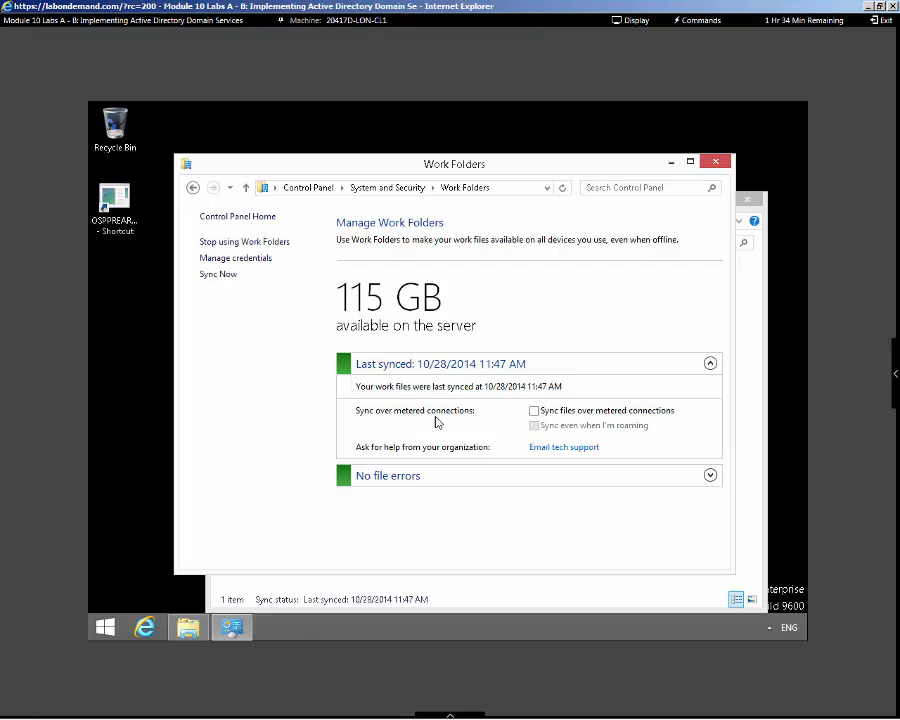 https://labondemand.com/?rc=200 - Module 10 Labs A - B: Implementing Active Directory Domain Se - Internet Explorer
Module 10 Labs A - B: Implementing Active Directory Domain Services Machine: 20417D-LON-CL1 Display Commands 1 Hr 34 Min Remaining Exit
Recycle Bin
OSPPREAR...
- Shortcut
Work Folders
Control Panel System and Security Work Folders Search Control Panel
Control Panel Home
Stop using Work Folders
Manage credentials
Sync Now
Manage Work Folders
Use Work Folders to make your work files available on all devices you use, even when offline.
115 GB
available on the server
Last synced: 10/28/2014 11:47 AM
Your work files were last synced at 10/28/2014 11:47 AM
Sync over metered connections: Sync files over metered connections
Sync even when I'm roaming
Ask for help from your organization: Email tech support
No file errors
1 item Sync status: Last synced: 10/28/2014 11:47 AM
terprise
ild 9600
ENG